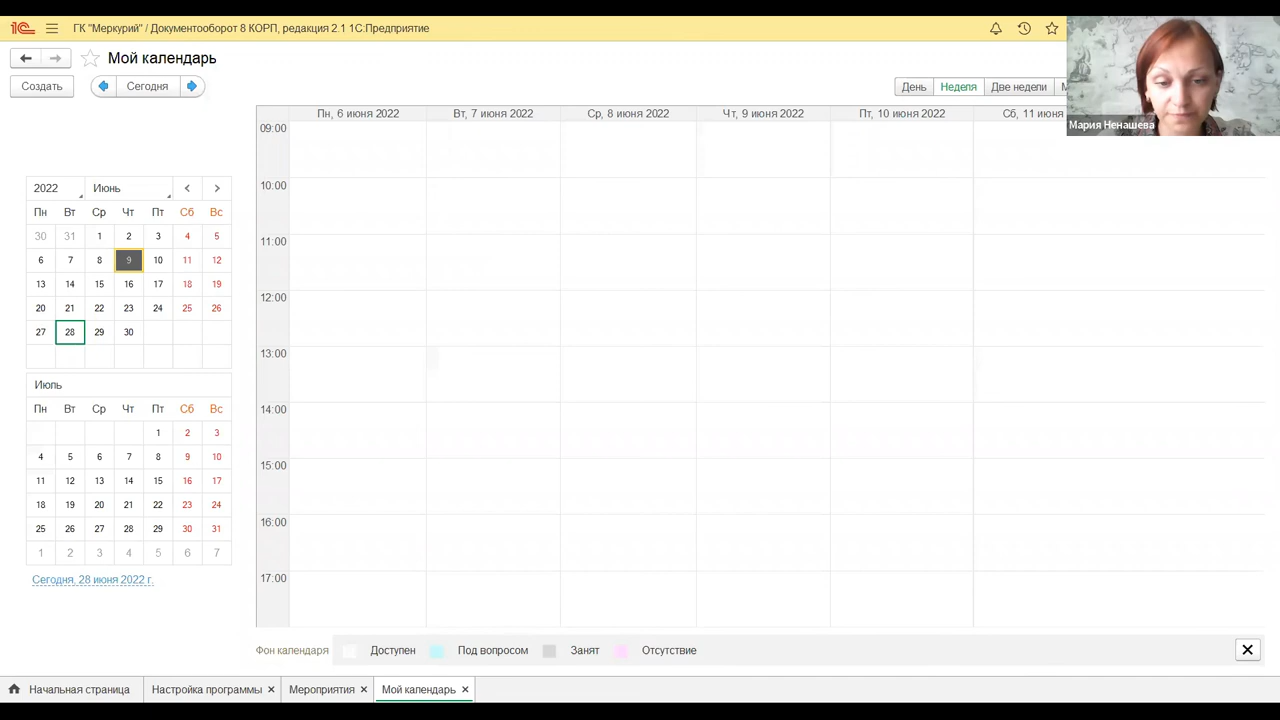 1С ГК "Меркурий" / Документооборот 8 КОРП, редакция 2.1 1С:Предприятие
Мой календарь
Создать Сегодня День Неделя Две недели М
Мария Ненашева
Пн, 6 июня 2022 Вт, 7 июня 2022 Ср, 8 июня 2022 Чт, 9 июня 2022 Пт, 10 июня 2022 Сб, 11 июня
09:00
10:00
11:00
12:00
13:00
14:00
15:00
16:00
17:00
2022 Июнь
Пн Вт Ср Чт Пт Сб Вс
30 31 1 2 3 4 5
6 7 8 9 10 11 12
13 14 15 16 17 18 19
20 21 22 23 24 25 26
27 28 29 30
Июль
Пн Вт Ср Чт Пт Сб Вс
1 2 3
4 5 6 7 8 9 10
11 12 13 14 15 16 17
18 19 20 21 22 23 24
25 26 27 28 29 30 31
1 2 3 4 5 6 7
Сегодня, 28 июня 2022 г.
Фон календаря Доступен Под вопросом Занят Отсутствие
Начальная страница Настройка программы Мероприятия Мой календарь